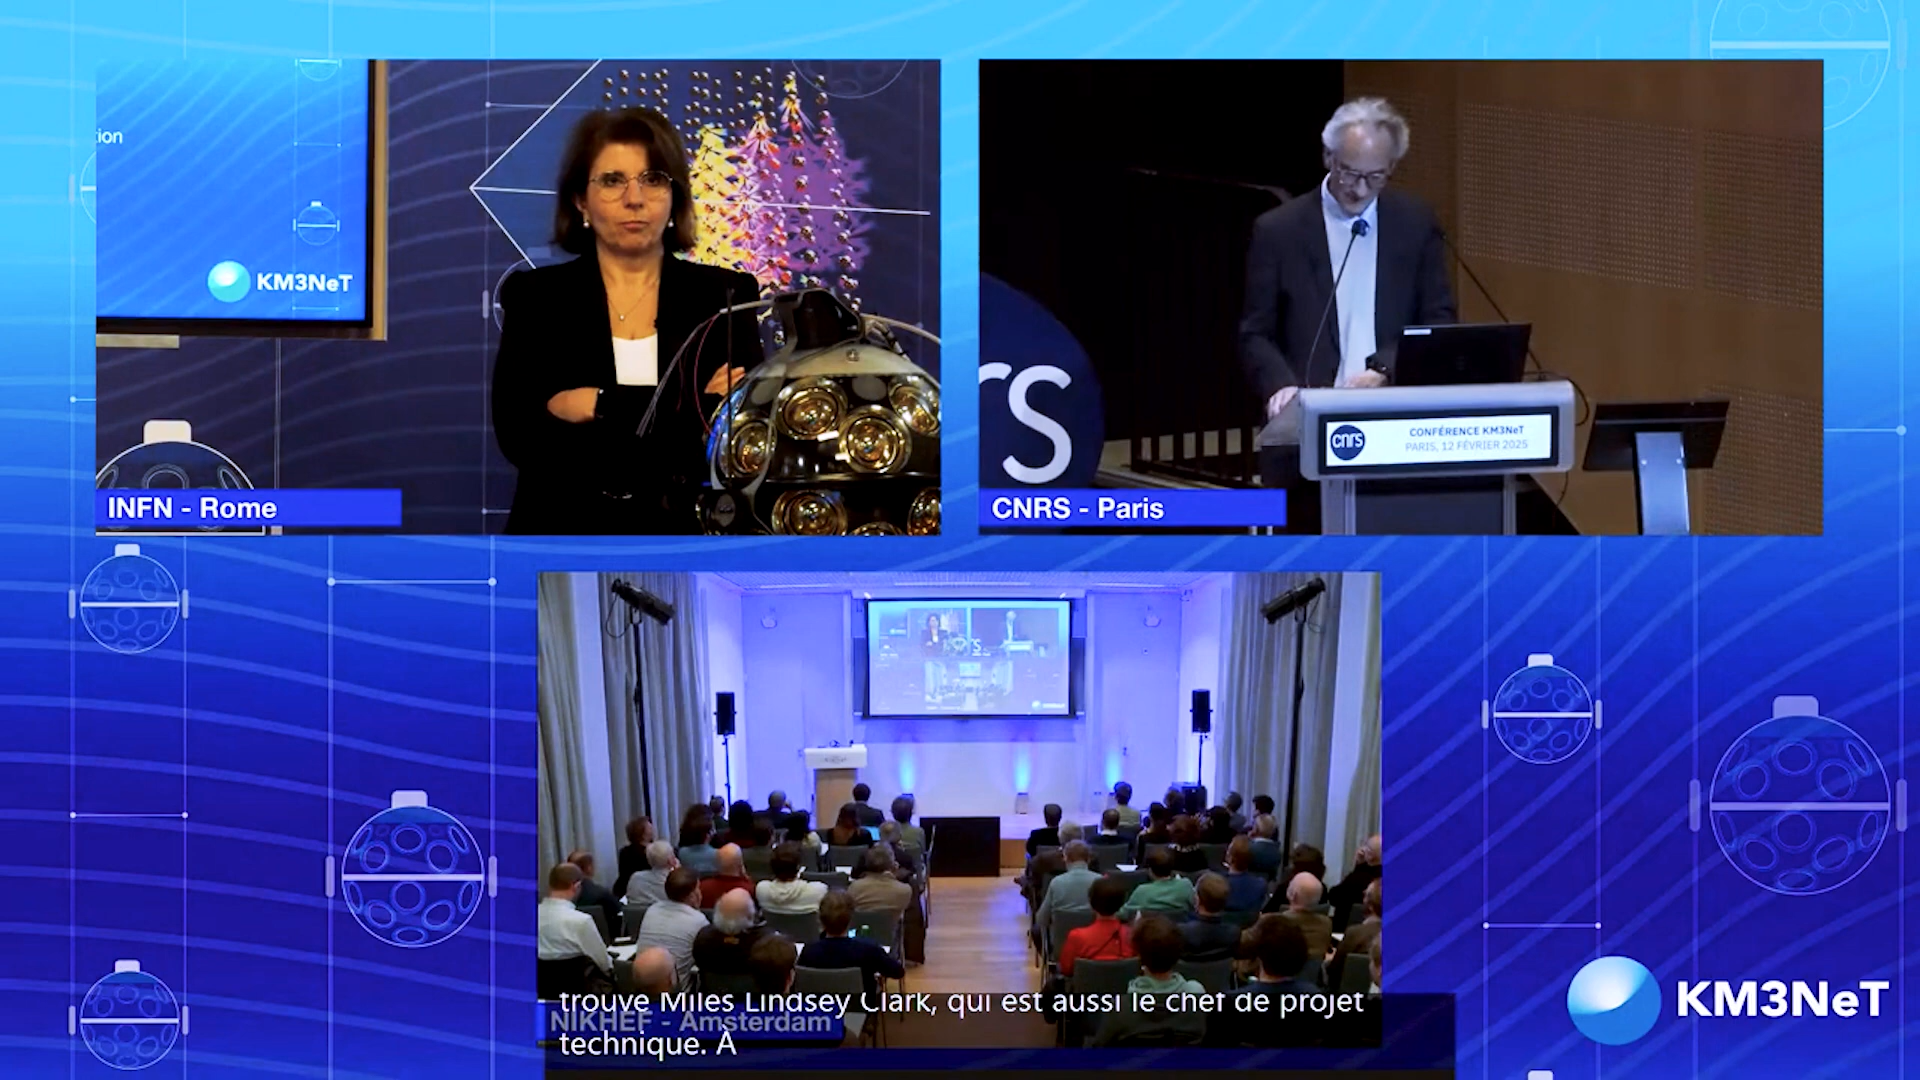 ion
KM3NeT
INFN - Rome
rs
cnrs
CONFÉRENCE KM3NeT
PARIS, 12 FÉVRIER 2025
CNRS - Paris
trouve Miles Lindsey Clark, qui est aussi le chef de projet
NIKHEF - Amsterdam
technique. À
KM3NeT